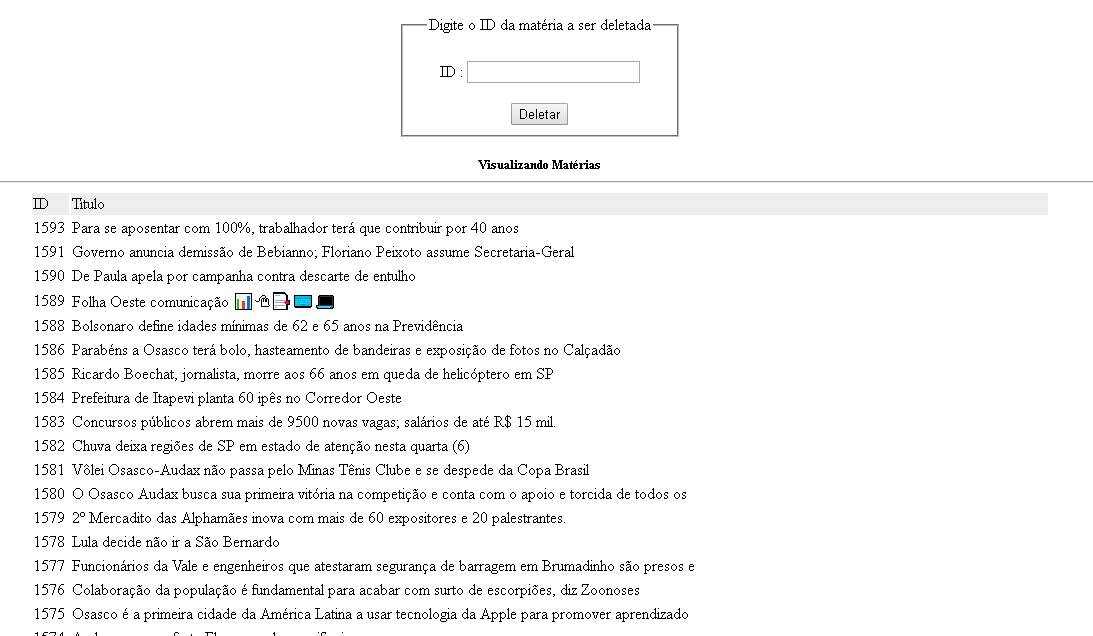 Digite o ID da matéria a ser deletada
ID :
Deletar
Visualizando Matérias
ID Titulo
1593 Para se aposentar com 100%, trabalhador terá que contribuir por 40 anos
1591 Governo anuncia demissão de Bebianno; Floriano Peixoto assume Secretaria-Geral
1590 De Paula apela por campanha contra descarte de entulho
1589 Folha Oeste comunicação
1588 Bolsonaro define idades mínimas de 62 e 65 anos na Previdência
1586 Parabéns a Osasco terá bolo, hasteamento de bandeiras e exposição de fotos no Calçadão
1585 Ricardo Boechat, jornalista, morre aos 66 anos em queda de helicóptero em SP
1584 Prefeitura de Itapevi planta 60 ipês no Corredor Oeste
1583 Concursos públicos abrem mais de 9500 novas vagas; salários de até R$ 15 mil.
1582 Chuva deixa regiões de SP em estado de atenção nesta quarta (6)
1581 Vôlei Osasco-Audax não passa pelo Minas Tênis Clube e se despede da Copa Brasil
1580 O Osasco Audax busca sua primeira vitória na competição e conta com o apoio e torcida de todos os
1579 2º Mercadito das Alphamães inova com mais de 60 expositores e 20 palestrantes.
1578 Lula decide não ir a São Bernardo
1577 Funcionários da Vale e engenheiros que atestaram segurança de barragem em Brumadinho são presos e
1576 Colaboração da população é fundamental para acabar com surto de escorpiões, diz Zoonoses
1575 Osasco é a primeira cidade da América Latina a usar tecnologia da Apple para promover aprendizado
1574